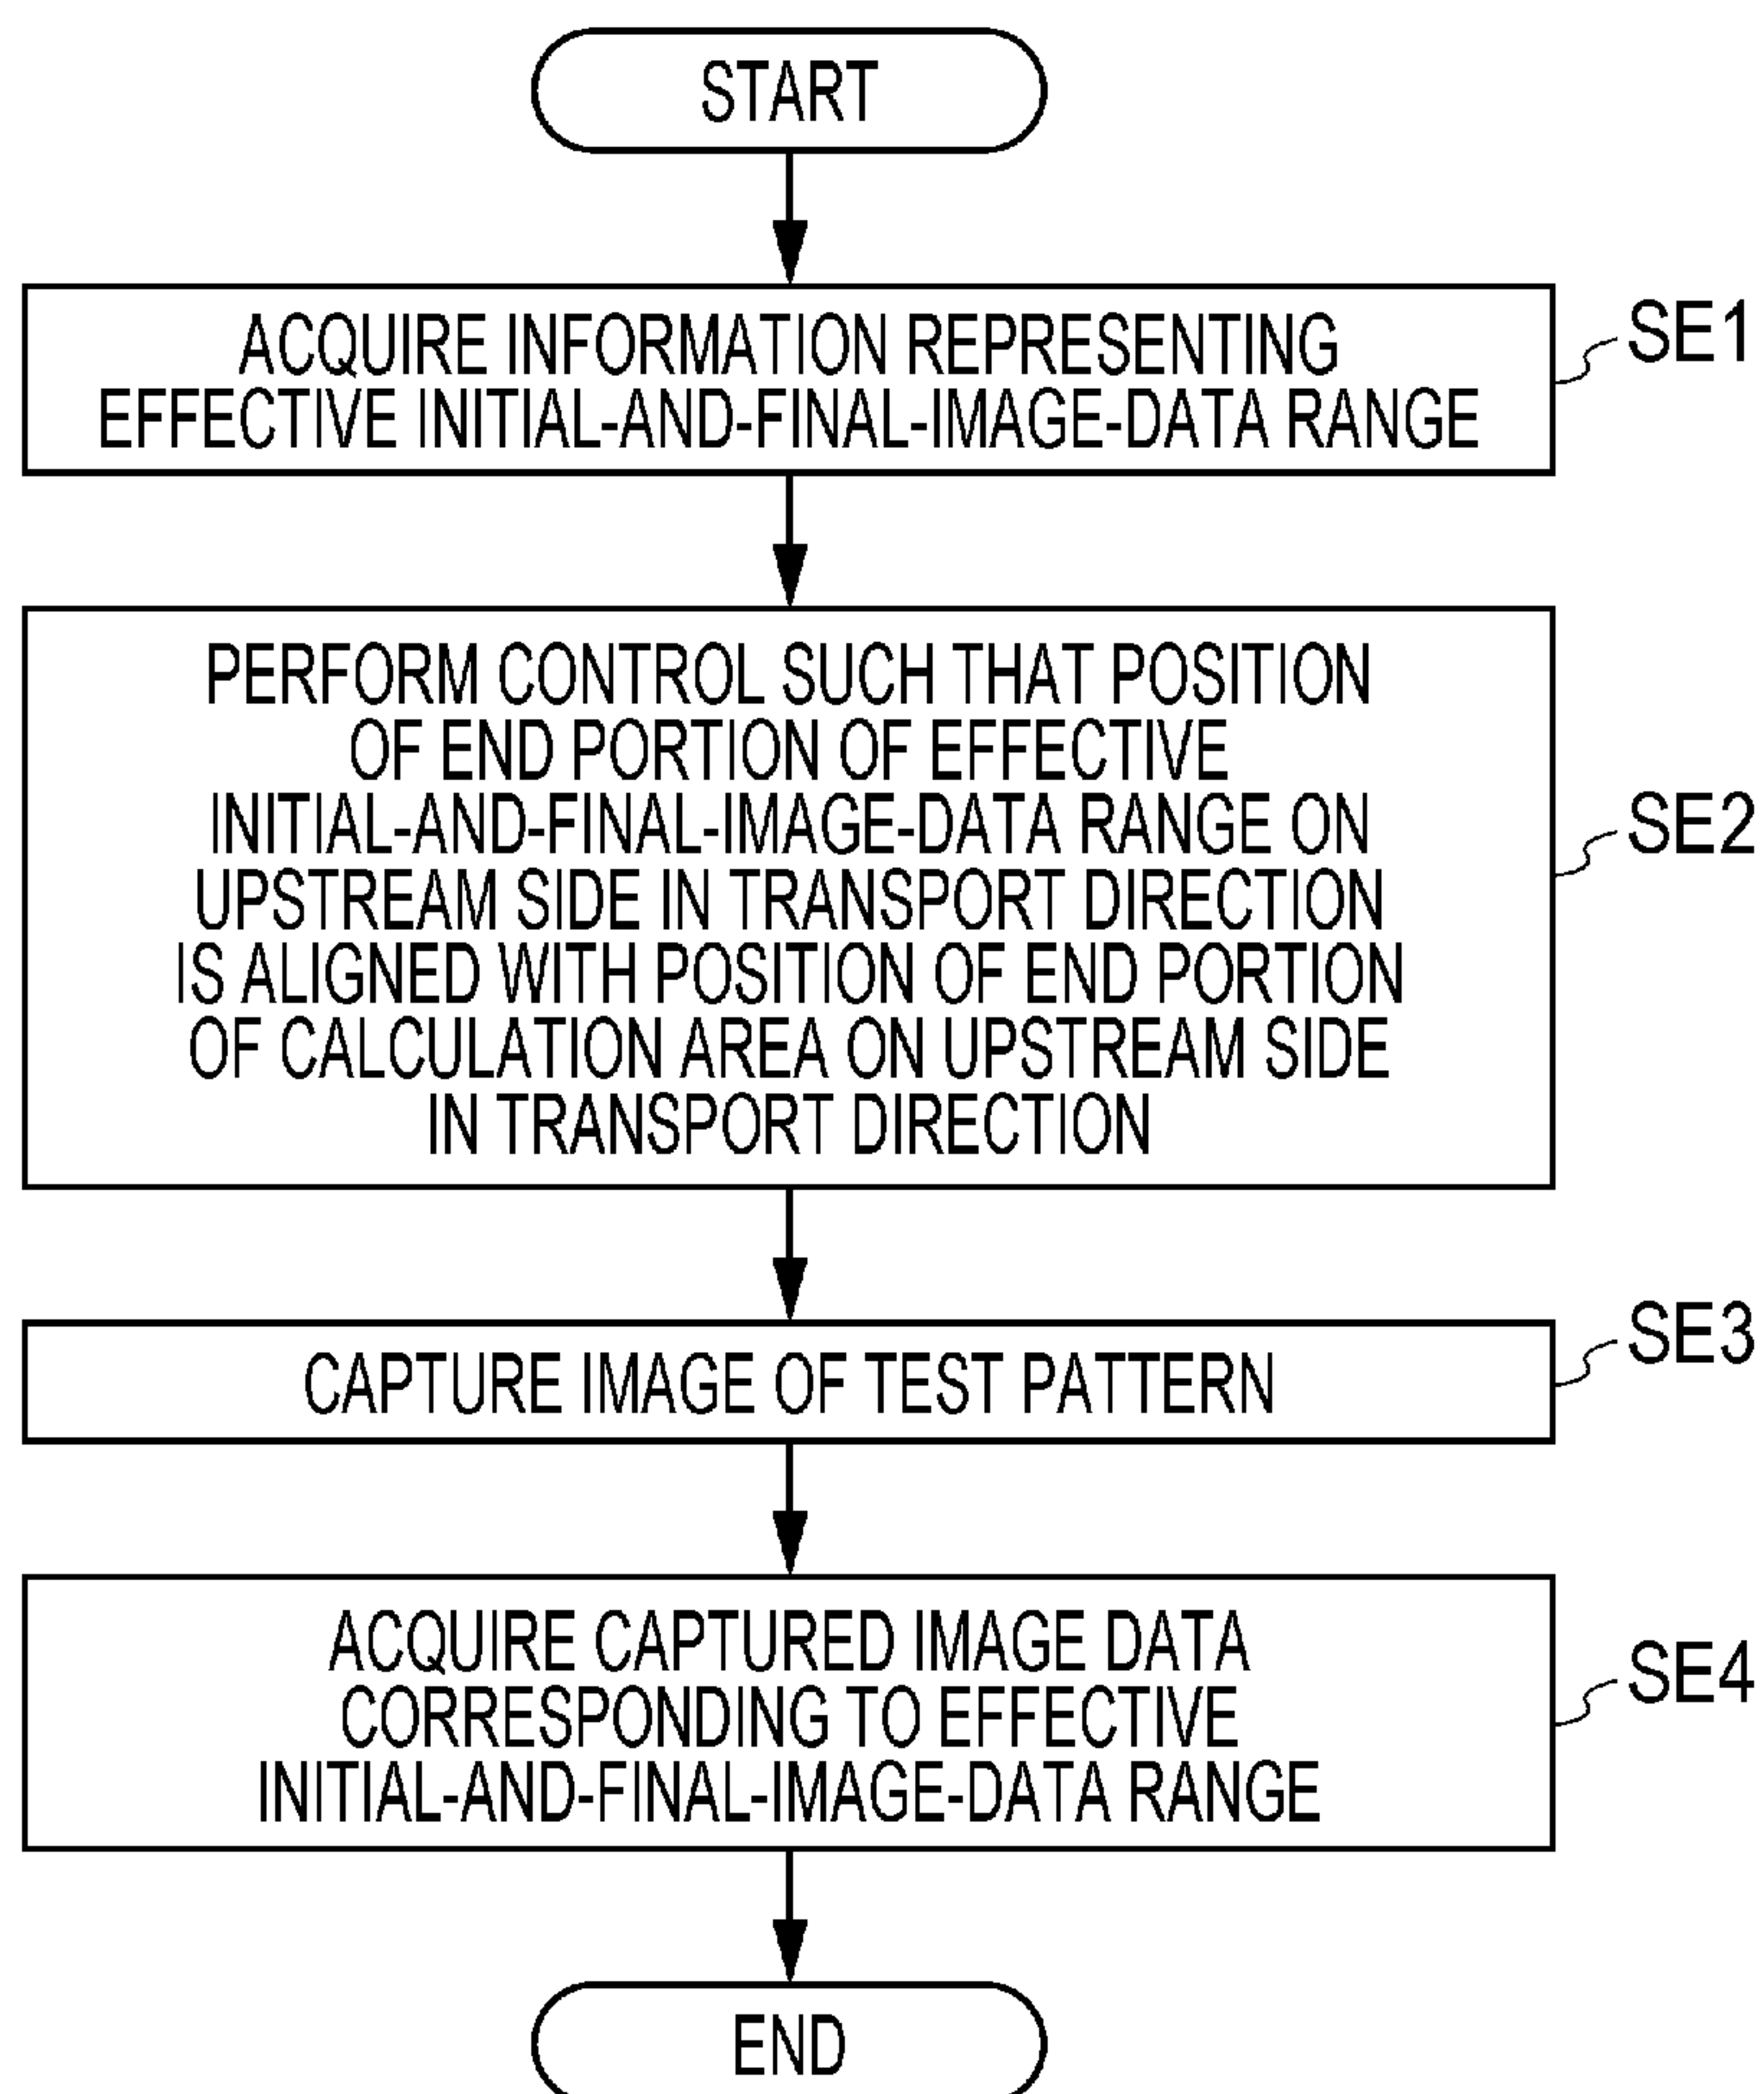 START
ACQUIRE INFORMATION REPRESENTING
EFFECTIVE INITIAL-AND-FINAL-IMAGE-DATA RANGE
SE1
PERFORM CONTROL SUCH THAT POSITION
OF END PORTION OF EFFECTIVE
INITIAL-AND-FINAL-IMAGE-DATA RANGE ON
UPSTREAM SIDE IN TRANSPORT DIRECTION
IS ALIGNED WITH POSITION OF END PORTION
OF CALCULATION AREA ON UPSTREAM SIDE
IN TRANSPORT DIRECTION
SE2
CAPTURE IMAGE OF TEST PATTERN
SE3
ACQUIRE CAPTURED IMAGE DATA
CORRESPONDING TO EFFECTIVE
INITIAL-AND-FINAL-IMAGE-DATA RANGE
SE4
END